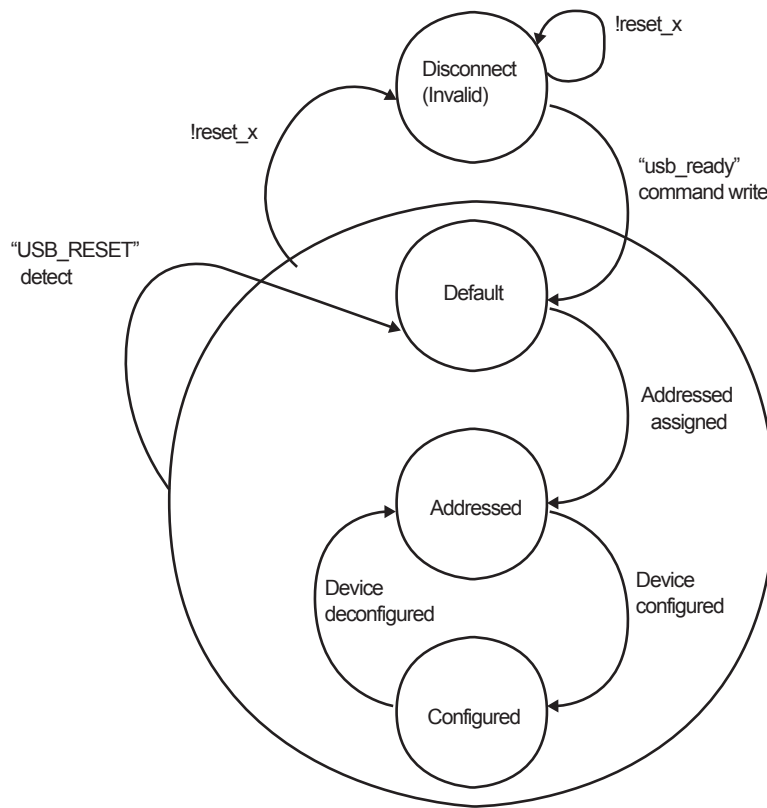 !reset_x
Disconnect
(Invalid)
!reset_x
“usb_ready”
command write
“USB_RESET”
detect
Default
Addressed
assigned
Addressed
Device
deconfigured
Device
configured
Configured